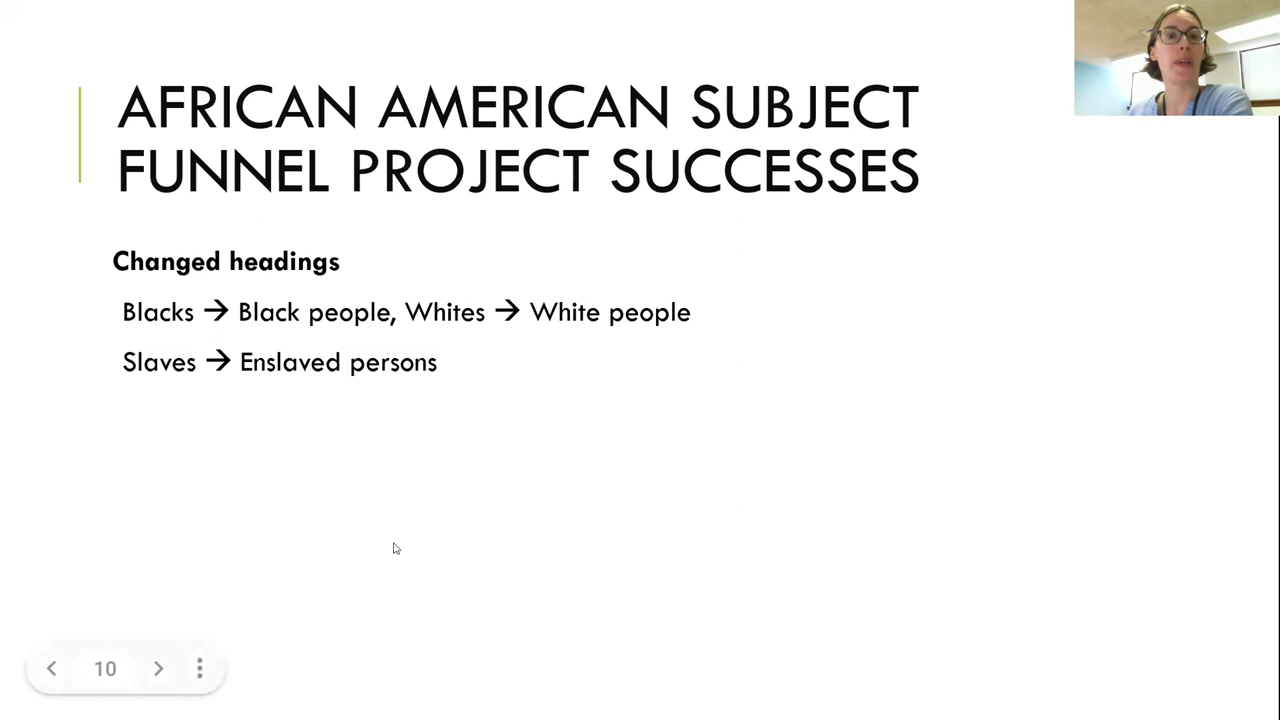 AFRICAN AMERICAN SUBJECT
FUNNEL PROJECT SUCCESSES
Changed headings
Blacks → Black people, Whites → White people
Slaves → Enslaved persons
10